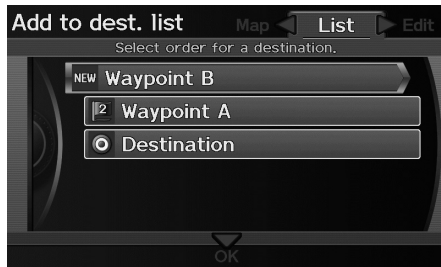 Add to dest. list Map List Edit
Select order for a destination.
NEW Waypoint B
2 Waypoint A
Destination
OK